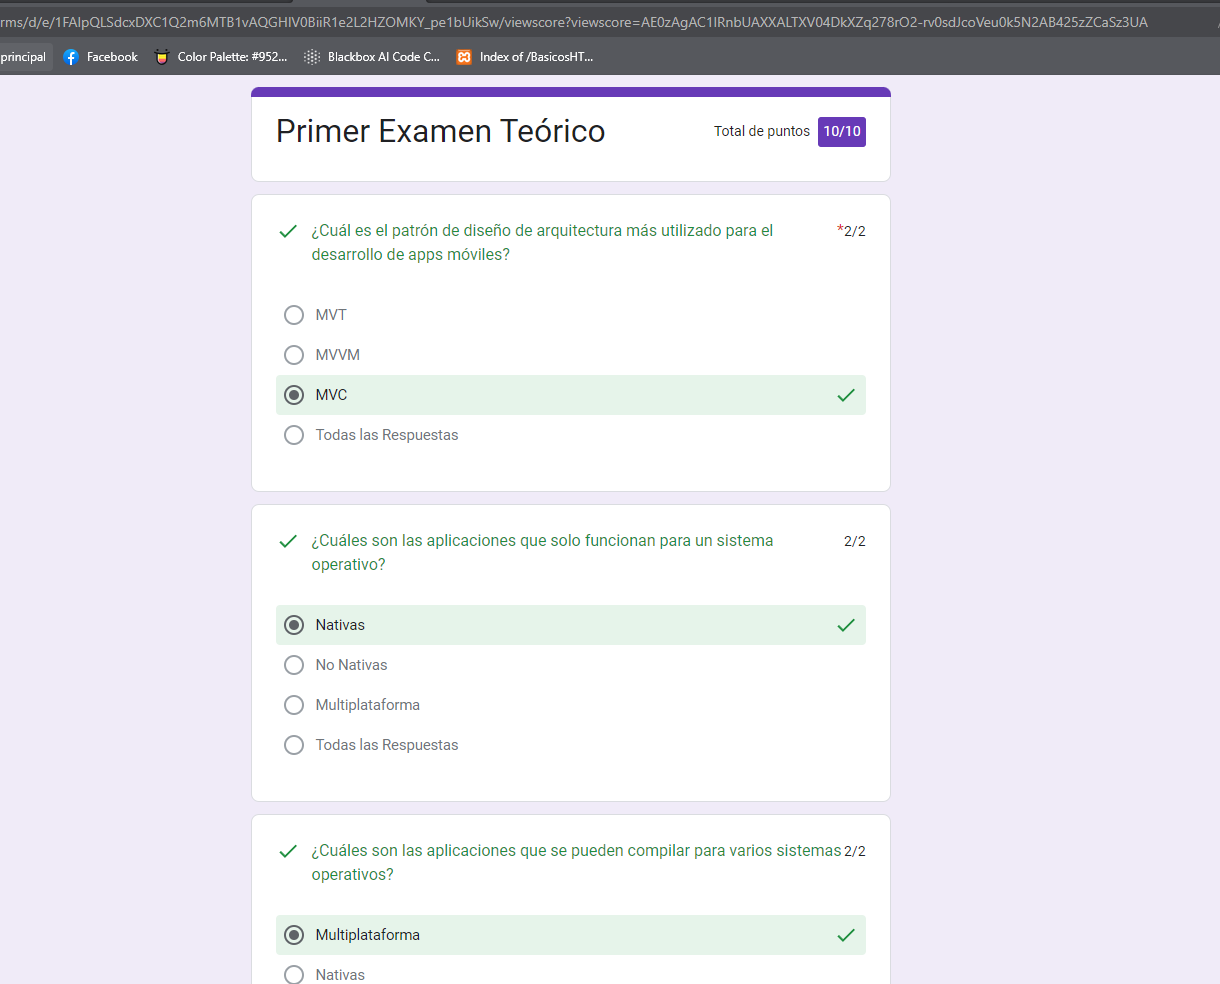 rms/d/e/1FAIpQLSdcxDXC1Q2m6MTB1vAQGHIV0BiiR1e2L2HZOMKY_pe1bUikSw/viewscore?viewscore=AE0zAgAC1IRnbUAXXALTXV04DkXZq278rO2-rv0sdJcoVeu0k5N2AB425zZCaSz3UA
principal Facebook Color Palette: #952... Blackbox AI Code C... Index of /BasicosHT...
Primer Examen Teórico Total de puntos 10/10
¿Cuál es el patrón de diseño de arquitectura más utilizado para el *2/2
desarrollo de apps móviles?
MVT
MVVM
MVC
Todas las Respuestas
¿Cuáles son las aplicaciones que solo funcionan para un sistema 2/2
operativo?
Nativas
No Nativas
Multiplataforma
Todas las Respuestas
¿Cuáles son las aplicaciones que se pueden compilar para varios sistemas 2/2
operativos?
Multiplataforma
Nativas